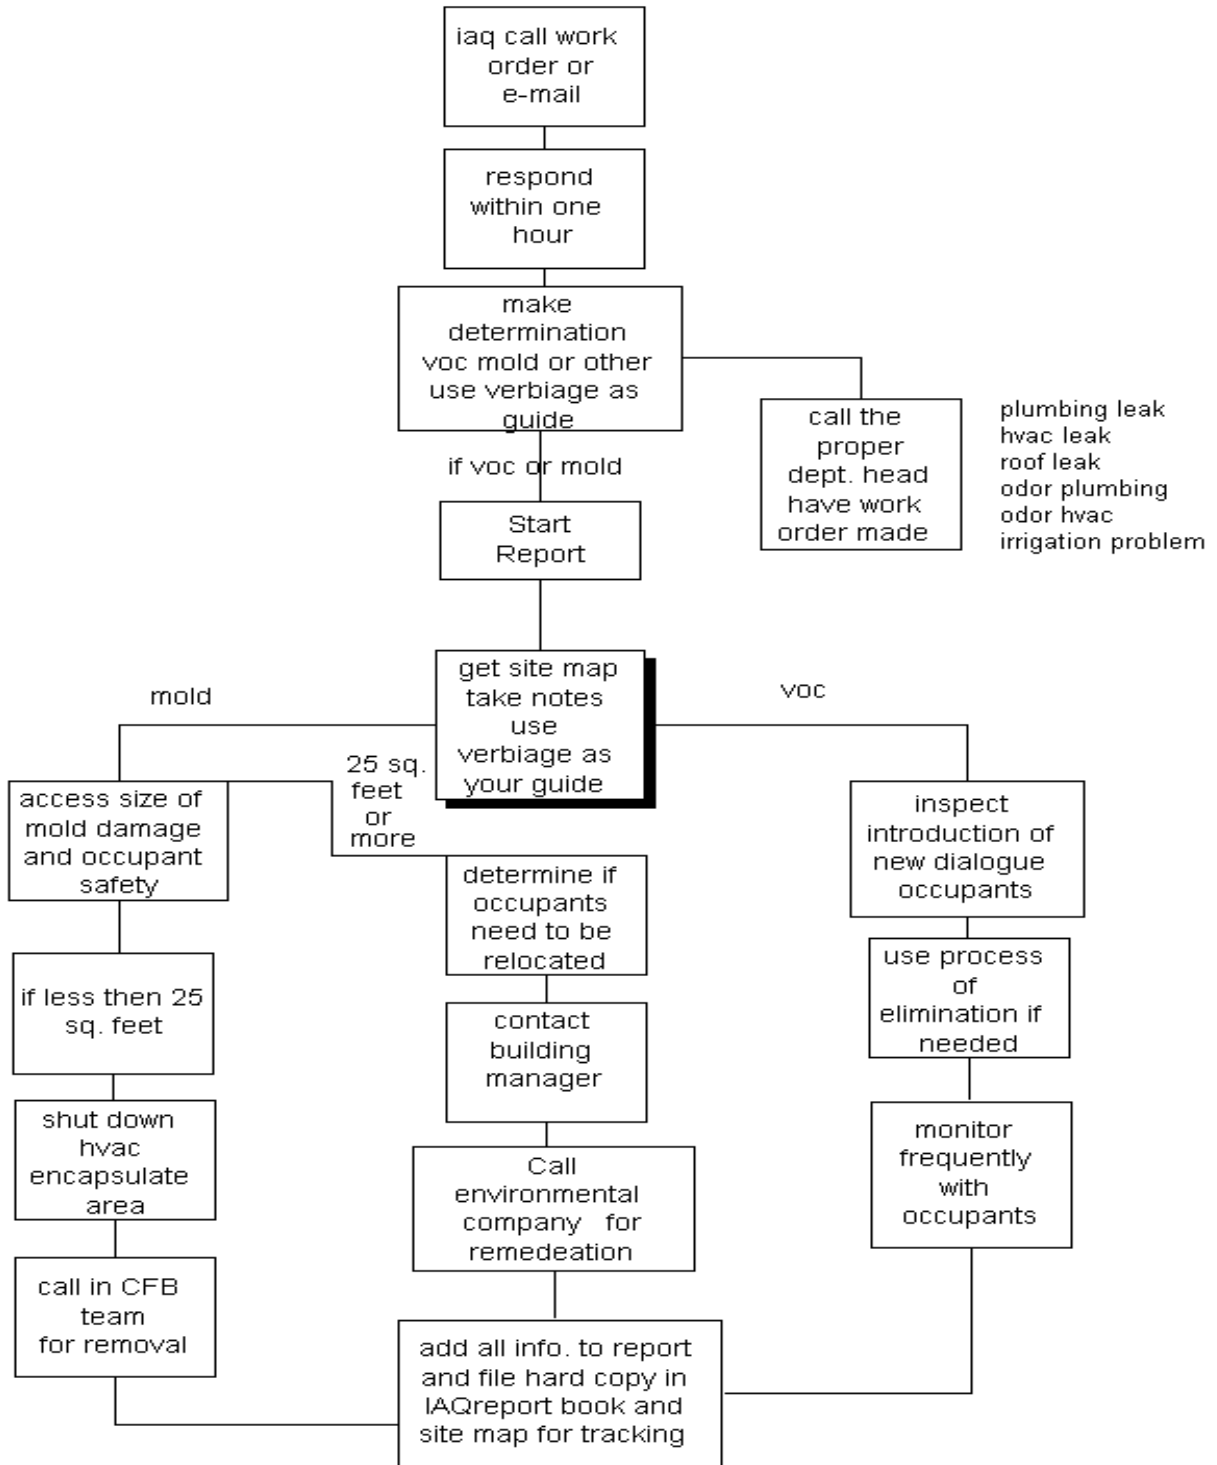 iaq call work
order or
e-mail
respond
within one
hour
make
determination
voc mold or other
use verbiage as
guide
call the
proper
dept. head
have work
order made
plumbing leak
hvac leak
roof leak
odor plumbing
odor hvac
irrigation problem
if voc or mold
Start
Report
get site map
take notes
use
verbiage as
your guide
mold
voc
access size of
mold damage
and occupant
safety
25 sq.
feet
or
more
if less then 25
sq. feet
shut down
hvac
encapsulate
area
call in CFB
team
for removal
determine if
occupants
need to be
relocated
contact
building
manager
Call
environmental
company for
remedeation
inspect
introduction of
new dialogue
occupants
use process
of
elimination if
needed
monitor
frequently
with
occupants
add all info. to report
and file hard copy in
IAQreport book and
site map for tracking